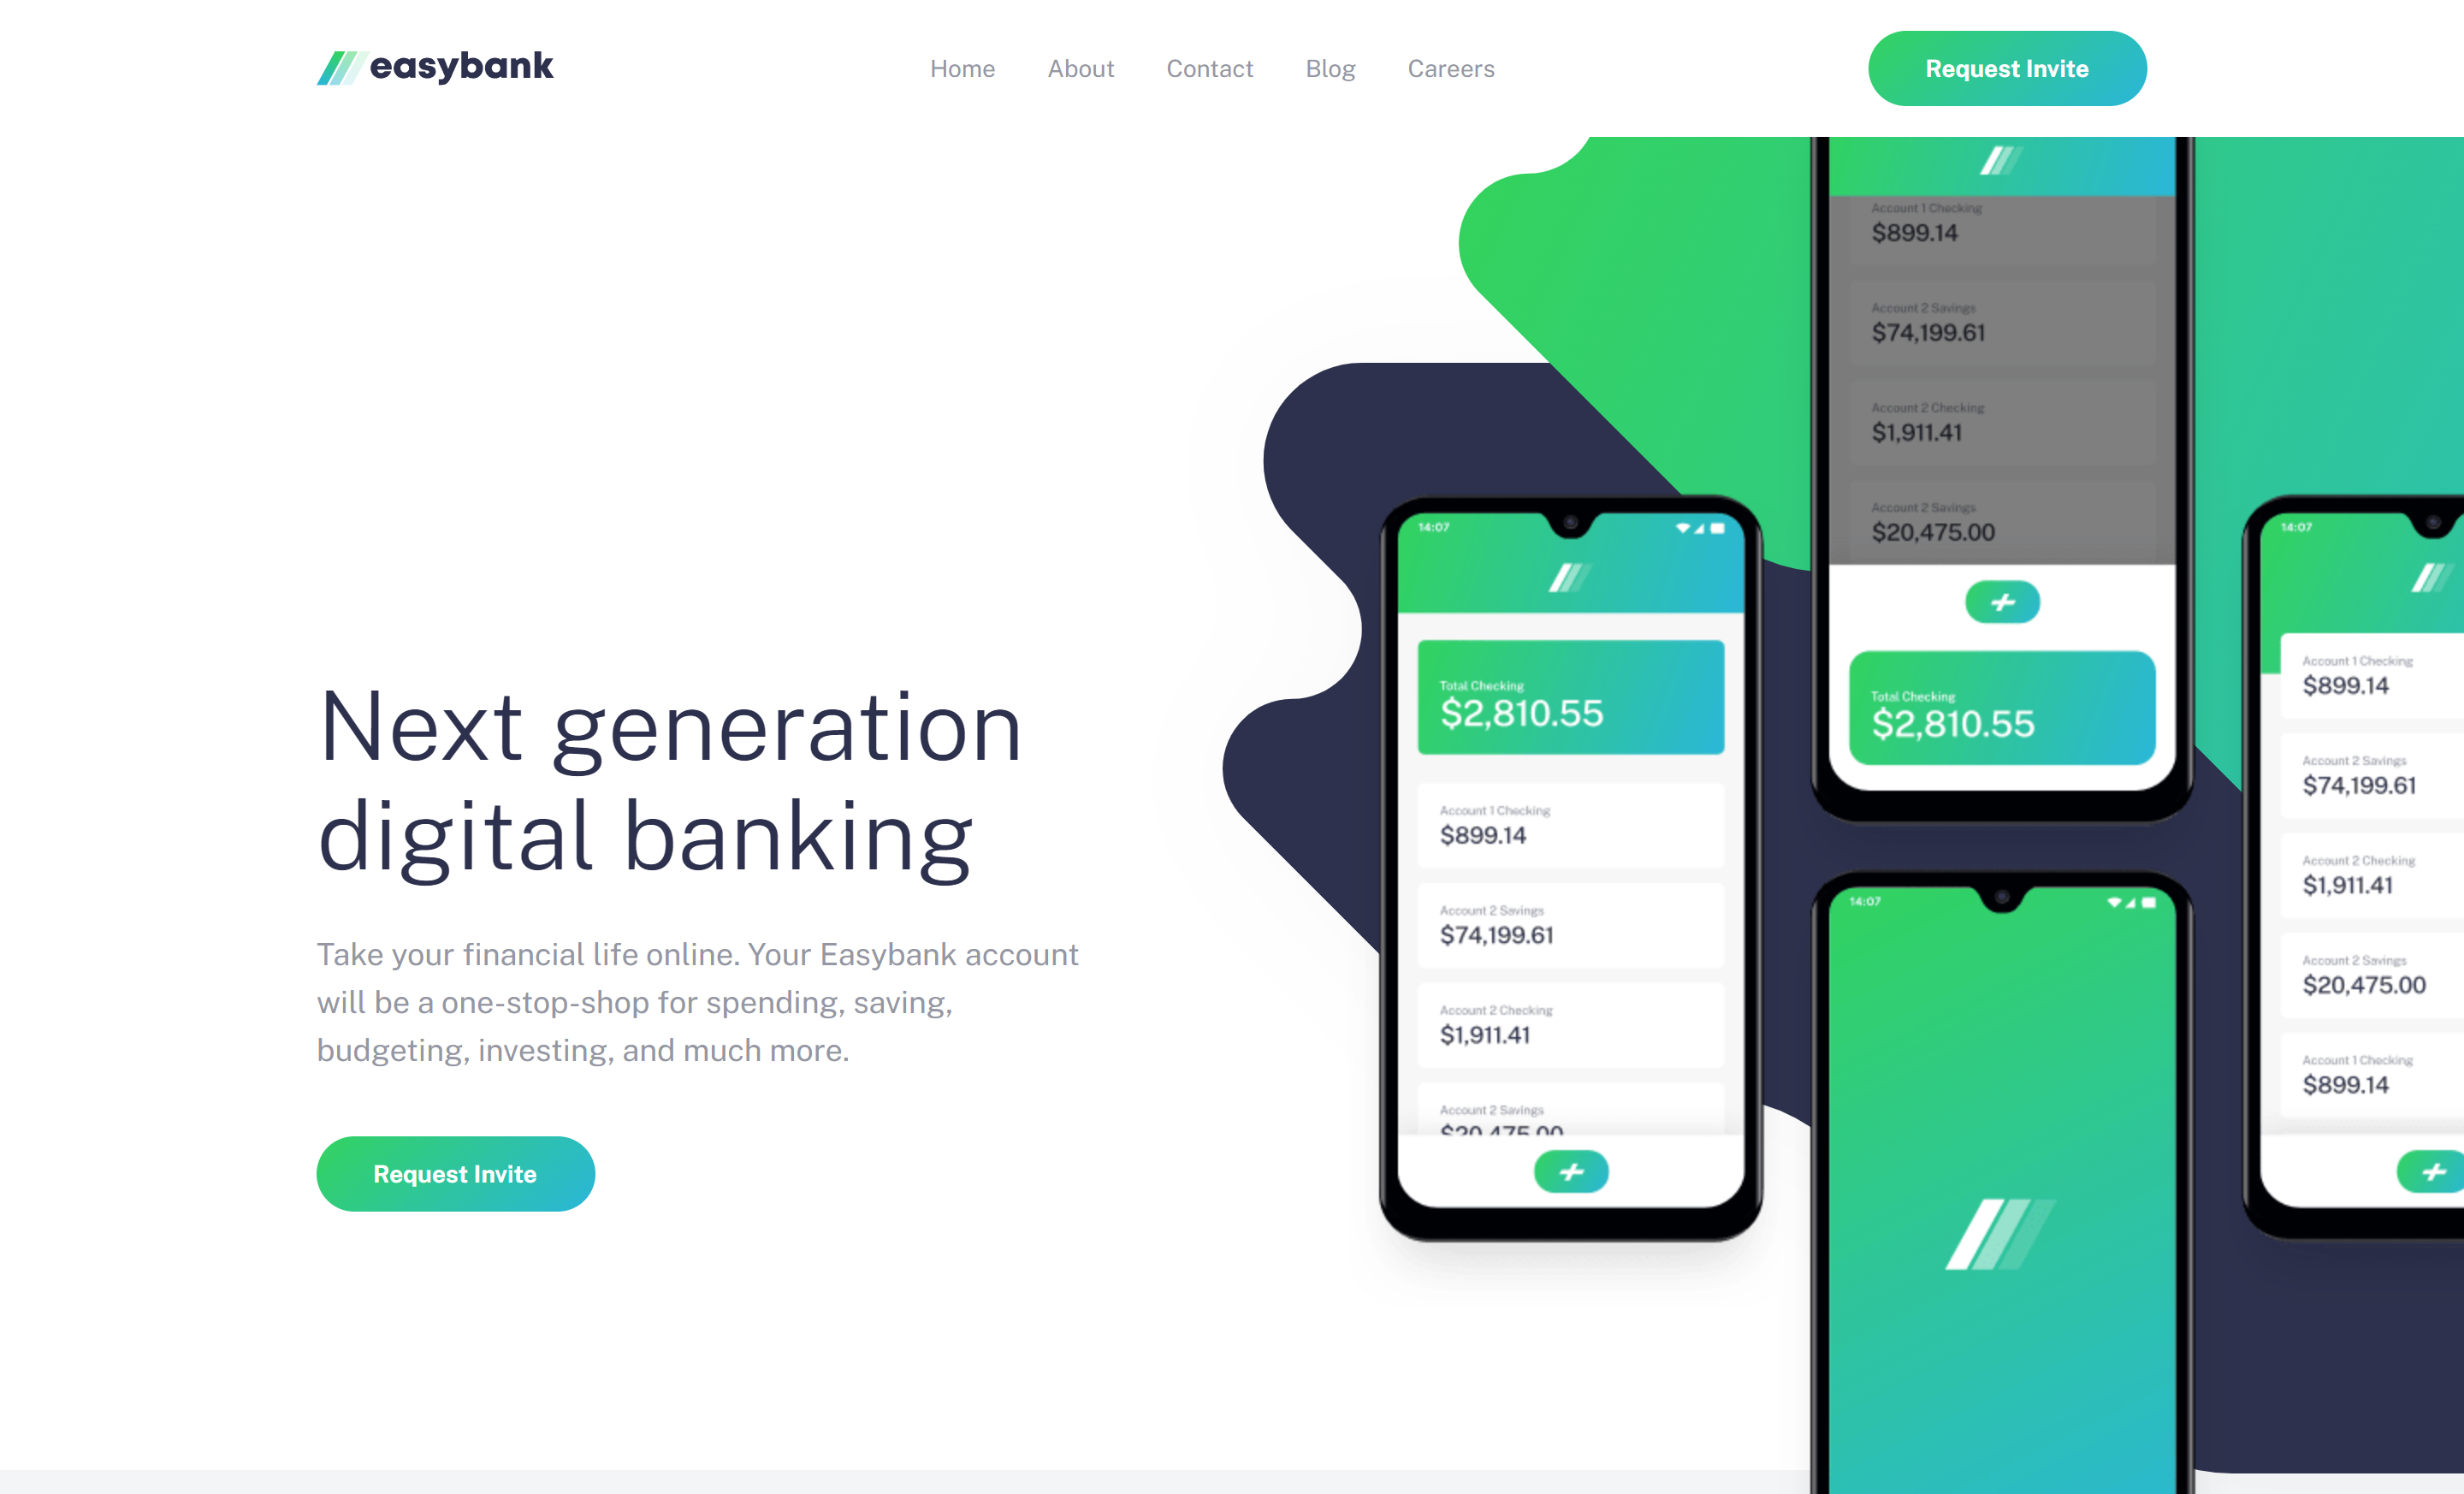 easybank
Home
About
Contact
Blog
Careers
Request Invite
Next generation
digital banking
Take your financial life online. Your Easybank account
will be a one-stop-shop for spending, saving,
budgeting, investing, and much more.
Request Invite
14:07
Total Checking
$2,810.55
Account 1 Checking
$899.14
Account 2 Savings
$74,199.61
Account 2 Checking
$1,911.41
Account 2 Savings
$20,475.00
Account 1 Checking
$899.14
Account 2 Savings
$74,199.61
Account 2 Checking
$1,911.41
Account 2 Savings
$20,475.00
Total Checking
$2,810.55
14:07
14:07
Account 1 Checking
$899.14
Account 2 Savings
$74,199.61
Account 2 Checking
$1,911.41
Account 2 Savings
$20,475.00
Account 1 Checking
$899.14